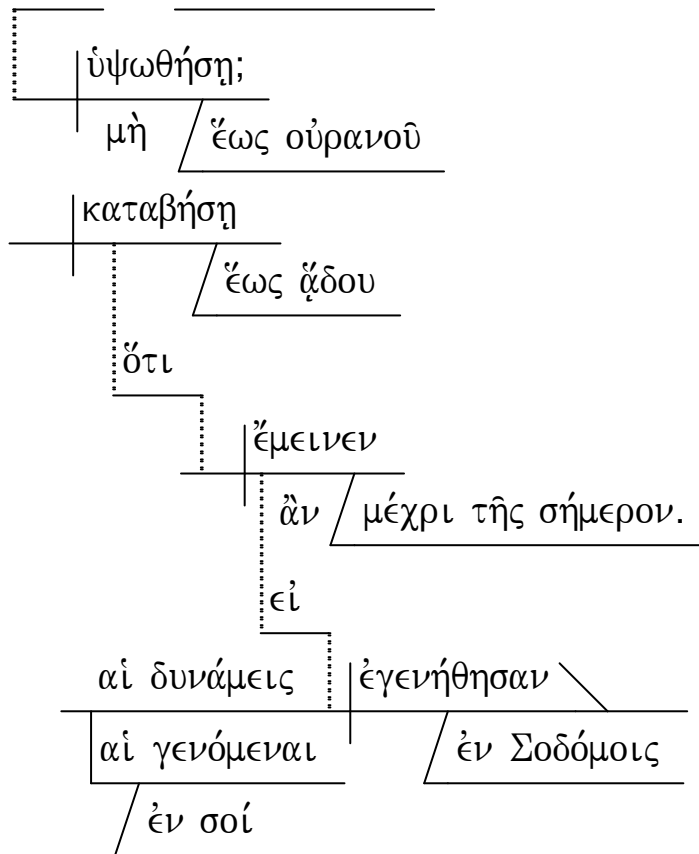 ὑψωθήσῃ;
μὴ ἕως οὐρανοῦ
καταβήσῃ
ἕως ᾅδου
ὅτι
ἔμεινεν
ἂν μέχρι τῆς σήμερον.
εἰ
αἱ δυνάμεις ἐγενήθησαν
αἱ γενόμεναι ἐν Σοδόμοις
ἐν σοί